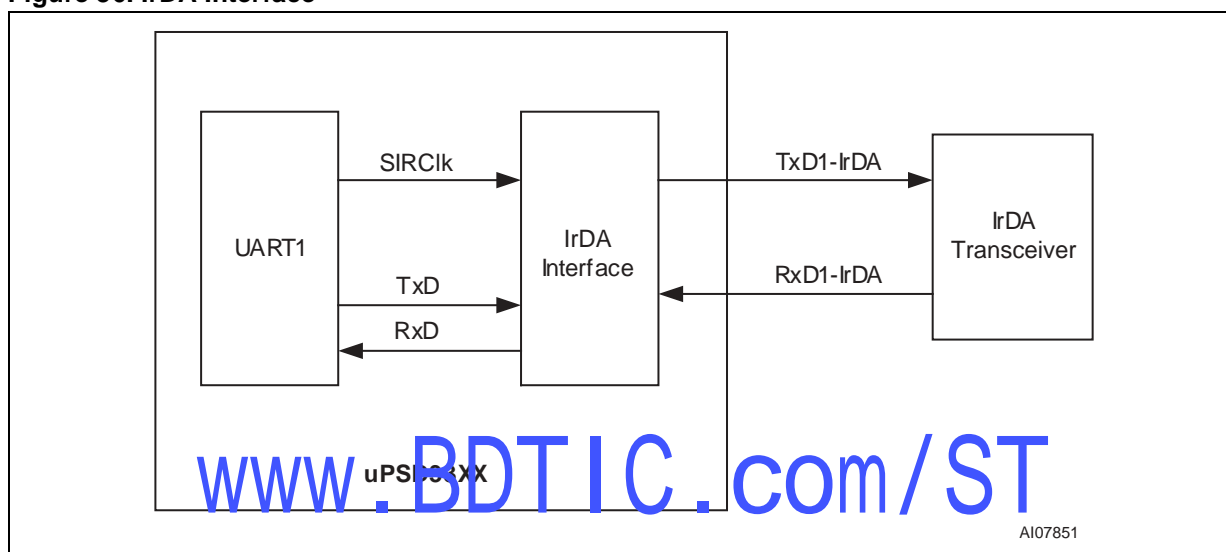 SIRClk
TxD1-IrDA
UART1
IrDA
Interface
IrDA
Transceiver
TxD
RxD1-IrDA
RxD
www.BDTIC.com/ST
AI07851